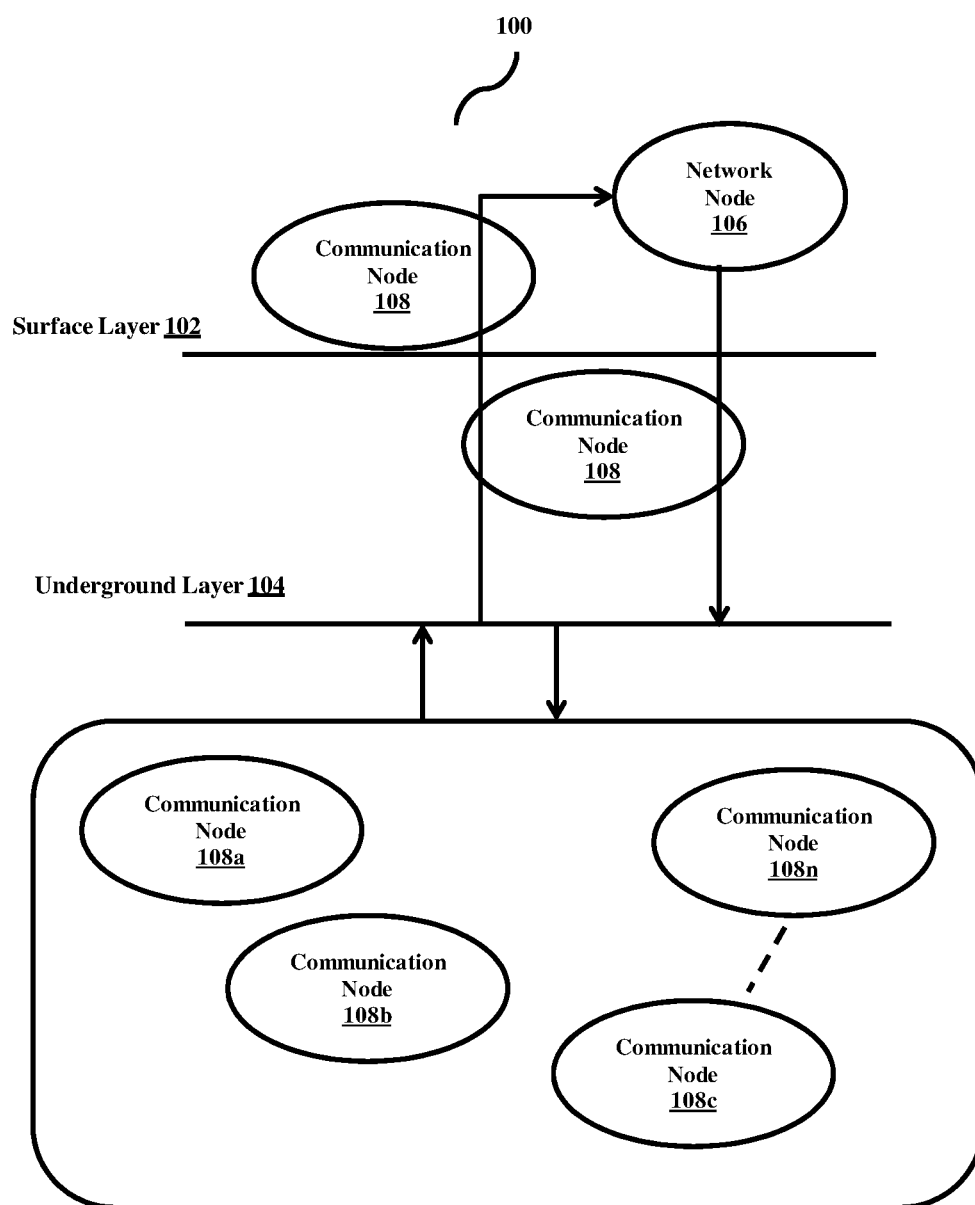 100
Network
Node
106
Communication
Node
108
Surface Layer 102
Communication
Node
108
Underground Layer 104
Communication
Node
108a
Communication
Node
108n
Communication
Node
108b
Communication
Node
108c